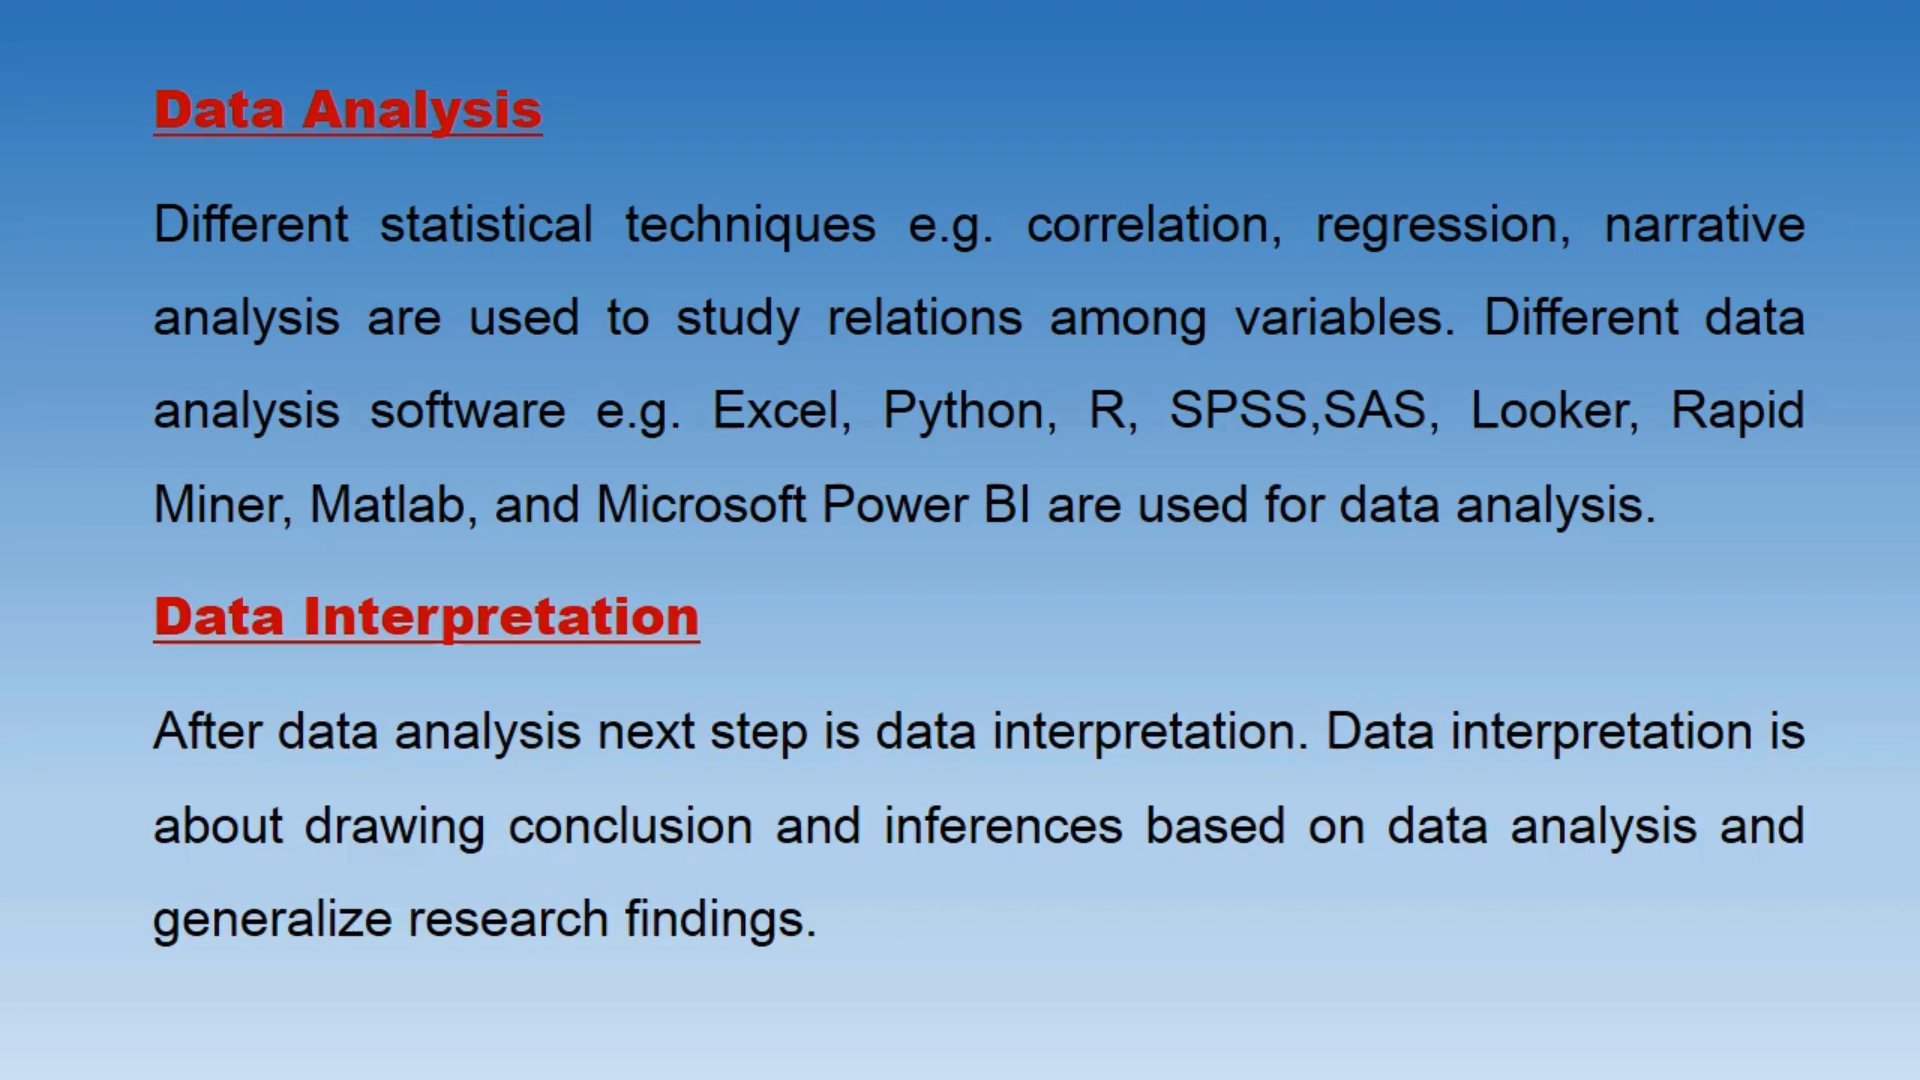 Data Analysis
Different statistical techniques e.g. correlation, regression, narrative
analysis are used to study relations among variables. Different data
analysis software e.g. Excel, Python, R, SPSS,SAS, Looker, Rapid
Miner, Matlab, and Microsoft Power BI are used for data analysis.
Data Interpretation
After data analysis next step is data interpretation. Data interpretation is
about drawing conclusion and inferences based on data analysis and
generalize research findings.